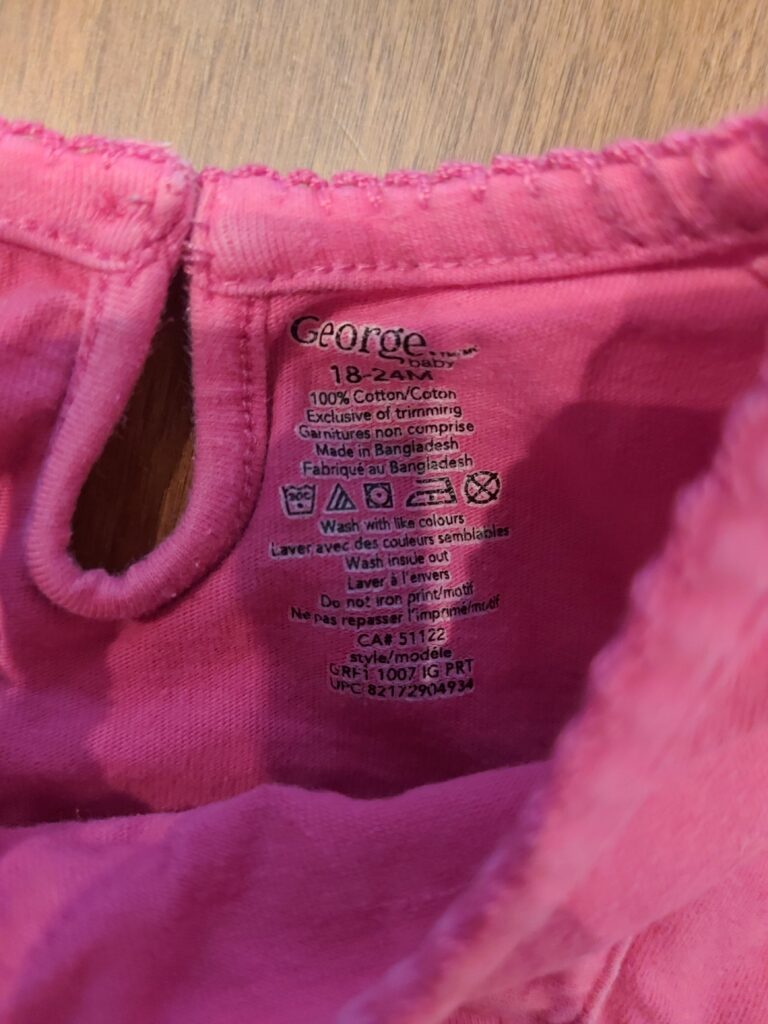 George
baby
18-24M
100% Cotton/Coton
Exclusive of trimming
Garnitures non comprise
Made in Bangladesh
Fabriqué au Bangladesh
30C
Wash with like colours
Laver avec des couleurs semblables
Wash inside out
Laver à l'envers
Do not iron print/motif
Ne pas repasser l'imprimé/motif
CA# 51122
style/modéle
GRF1 1007 IG PRT
UPC 82172904934